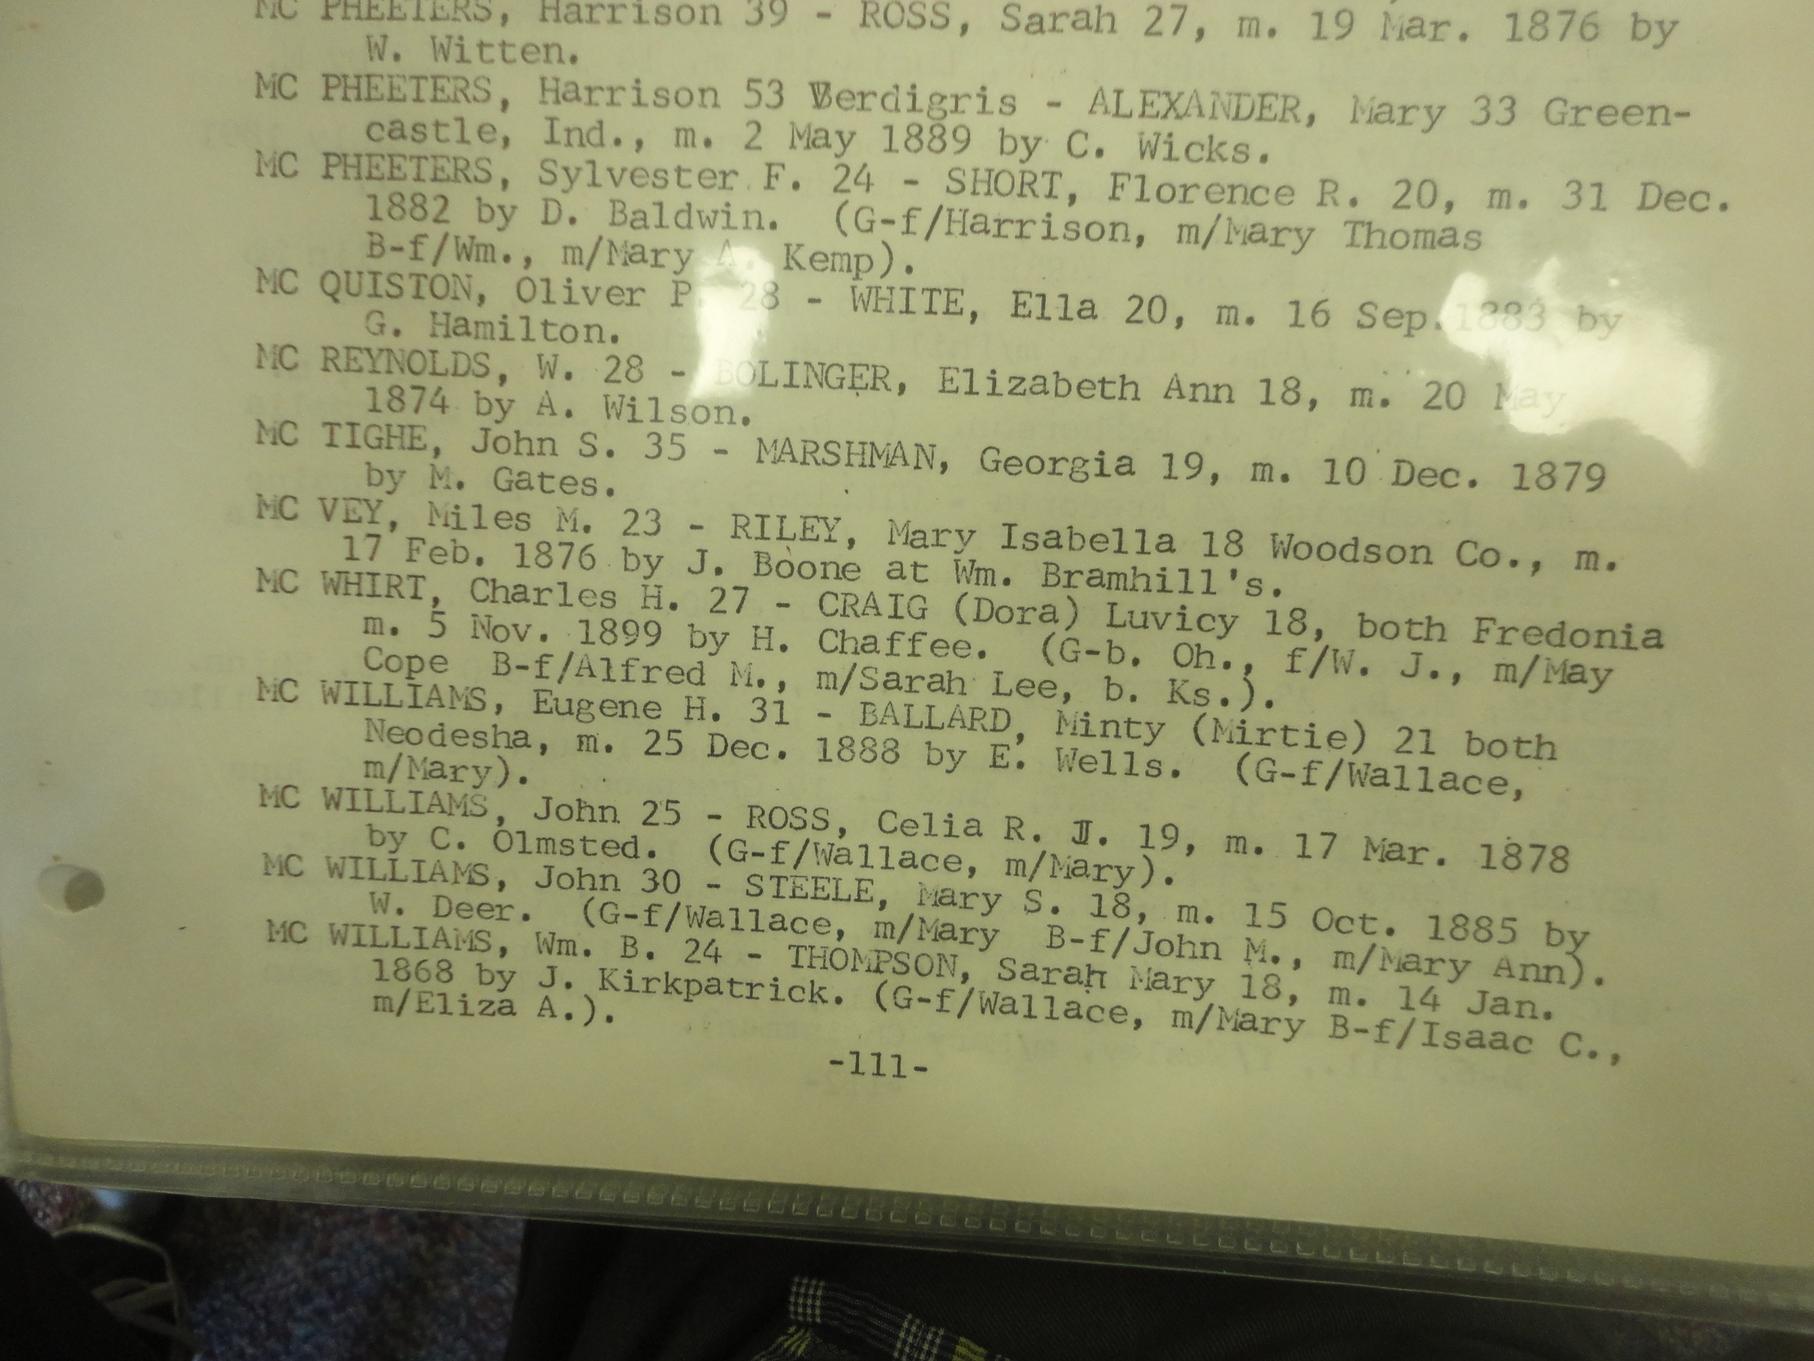 MC PHEETERS, Harrison 39 - ROSS, Sarah 27, m. 19 Mar. 1876 by
W. Witten.
MC PHEETERS, Harrison 53 Verdigris - ALEXANDER, Mary 33 Green-
castle, Ind., m. 2 May 1889 by C. Wicks.
MC PHEETERS, Sylvester F. 24 - SHORT, Florence R. 20, m. 31 Dec.
1882 by D. Baldwin. (G-f/Harrison, m/Mary Thomas
B-f/Wm., m/Mary A. Kemp).
MC QUISTON, Oliver P. 28 - WHITE, Ella 20, m. 16 Sep. 1883 by
G. Hamilton.
MC REYNOLDS, W. 28 - BOLINGER, Elizabeth Ann 18, m. 20 May
1874 by A. Wilson.
MC TIGHE, John S. 35 - MARSHMAN, Georgia 19, m. 10 Dec. 1879
by M. Gates.
MC VEY, Miles M. 23 - RILEY, Mary Isabella 18 Woodson Co., m.
17 Feb. 1876 by J. Boone at Wm. Bramhill's.
MC WHIRT, Charles H. 27 - CRAIG (Dora) Luvicy 18, both Fredonia
m. 5 Nov. 1899 by H. Chaffee. (G-b. Oh., f/W. J., m/May
Cope B-f/Alfred M., m/Sarah Lee, b. Ks.).
MC WILLIAMS, Eugene H. 31 - BALLARD, Minty (Mirtie) 21 both
Neodesha, m. 25 Dec. 1888 by E. Wells. (G-f/Wallace,
m/Mary).
MC WILLIAMS, John 25 - ROSS, Celia R. J. 19, m. 17 Mar. 1878
by C. Olmsted. (G-f/Wallace, m/Mary).
MC WILLIAMS, John 30 - STEELE, Mary S. 18, m. 15 Oct. 1885 by
W. Deer. (G-f/Wallace, m/Mary B-f/John M., m/Mary Ann).
MC WILLIAMS, Wm. B. 24 - THOMPSON, Sarah Mary 18, m. 14 Jan.
1868 by J. Kirkpatrick. (G-f/Wallace, m/Mary B-f/Isaac C.,
m/Eliza A.).
-111-